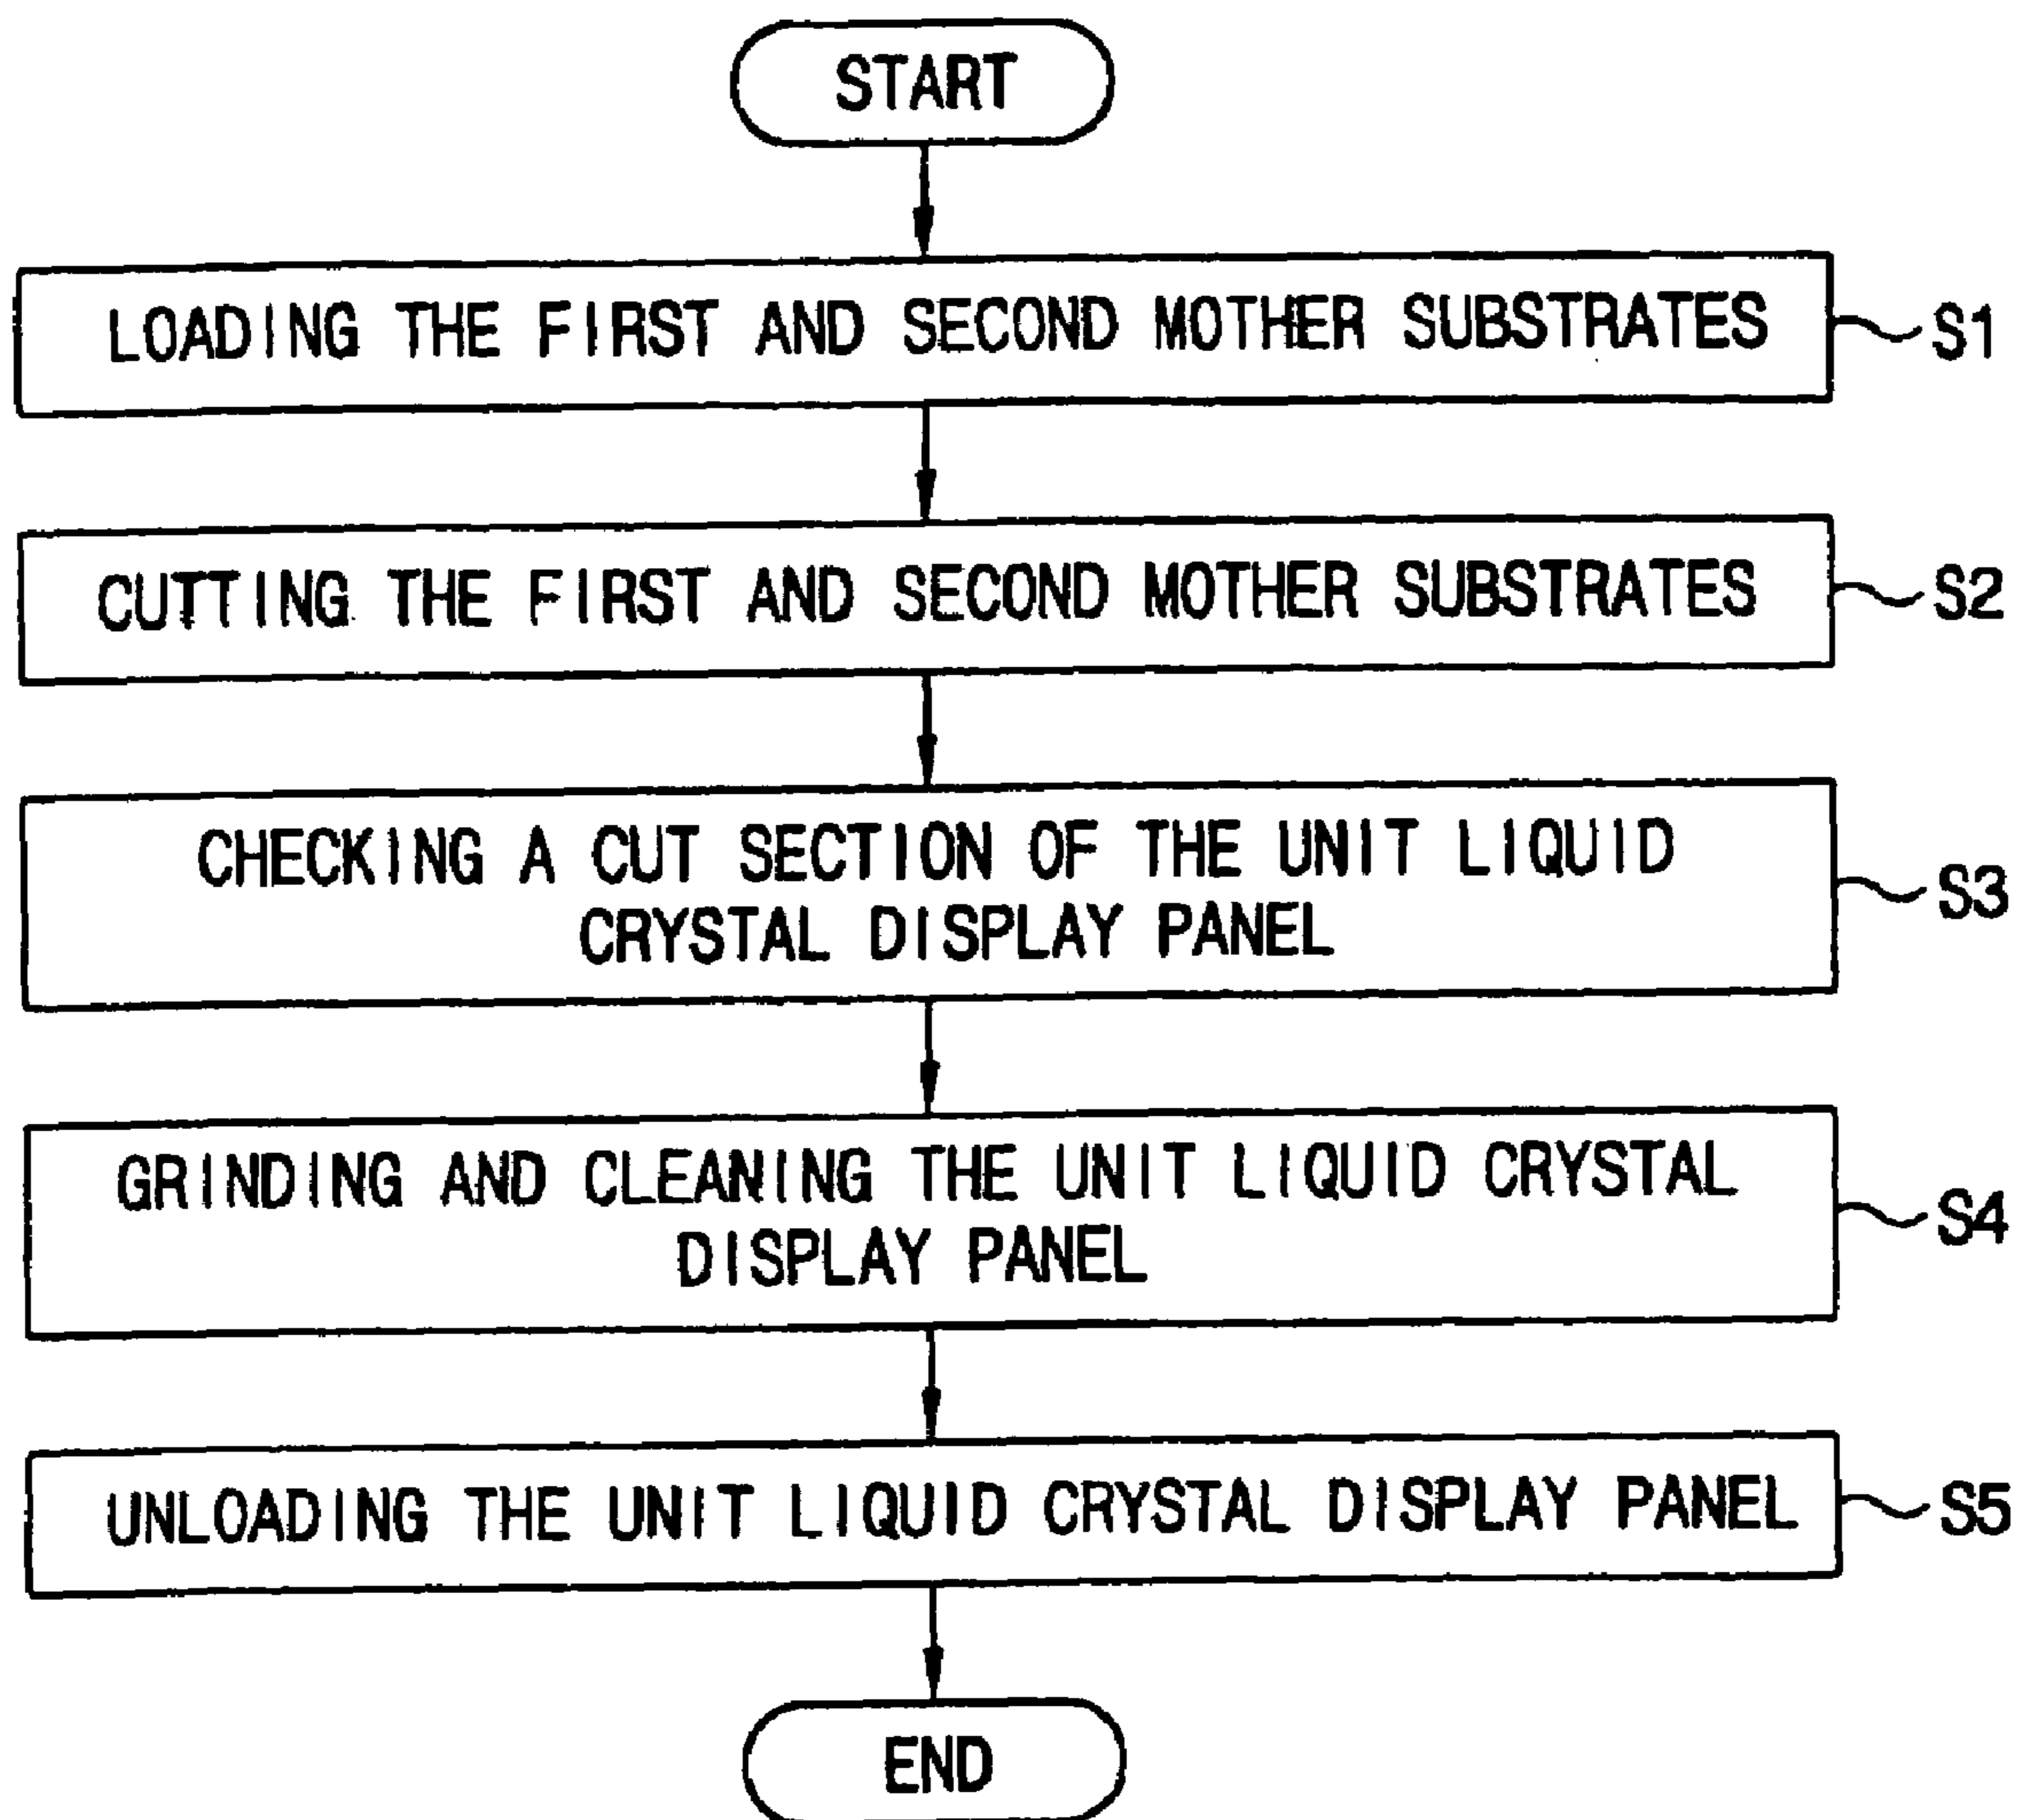 START
LOADING THE FIRST AND SECOND MOTHER SUBSTRATES
S1
CUTTING THE FIRST AND SECOND MOTHER SUBSTRATES
S2
CHECKING A CUT SECTION OF THE UNIT LIQUID
CRYSTAL DISPLAY PANEL
S3
GRINDING AND CLEANING THE UNIT LIQUID CRYSTAL
DISPLAY PANEL
S4
UNLOADING THE UNIT LIQUID CRYSTAL DISPLAY PANEL
S5
END